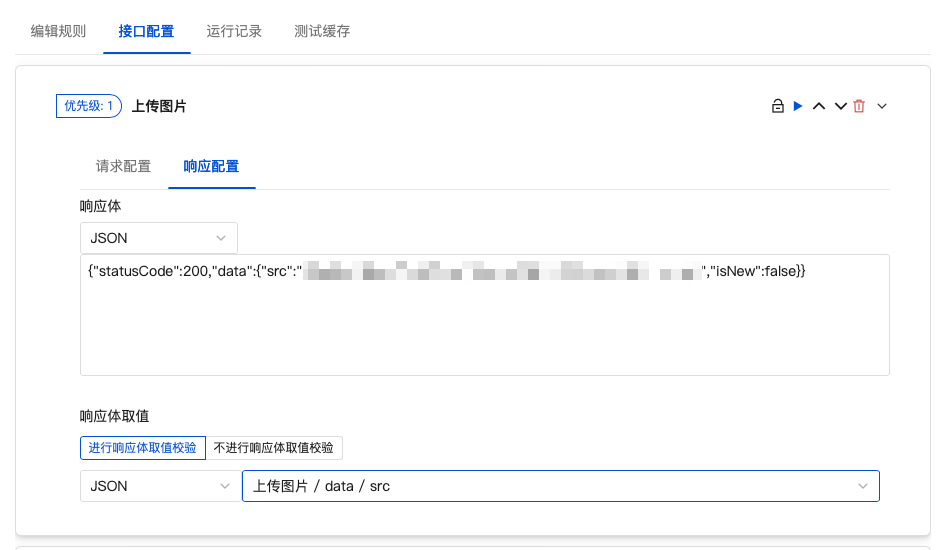 编辑规则 接口配置 运行记录 测试缓存
优先级: 1 上传图片
请求配置 响应配置
响应体
JSON
{"statusCode":200,"data":{"src":"","isNew":false}}
响应体取值
进行响应体取值校验 不进行响应体取值校验
JSON 上传图片 / data / src